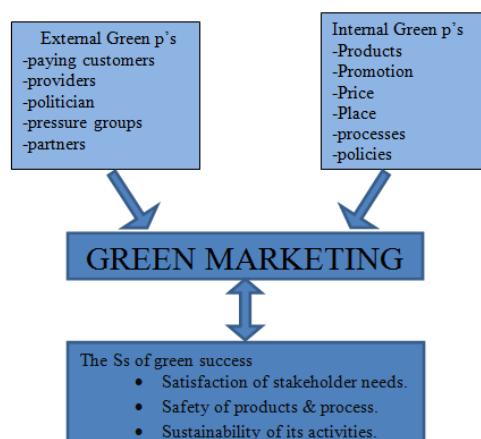 External Green p's
-paying customers
-providers
-politician
-pressure groups
-partners
Internal Green p's
-Products
-Promotion
-Price
-Place
-processes
-policies
GREEN MARKETING
The Ss of green success
• Satisfaction of stakeholder needs.
• Safety of products & process.
• Sustainability of its activities.